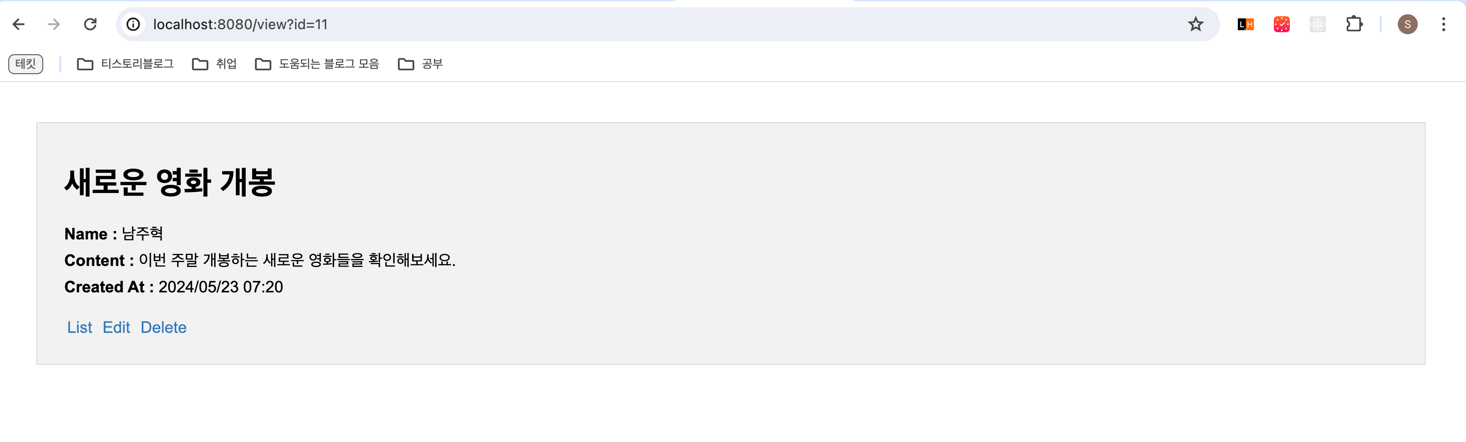 localhost:8080/view?id=11
LH
S
테킷 티스토리블로그 취업 도움되는 블로그 모음 공부
새로운 영화 개봉
Name : 남주혁
Content : 이번 주말 개봉하는 새로운 영화들을 확인해보세요.
Created At : 2024/05/23 07:20
List Edit Delete